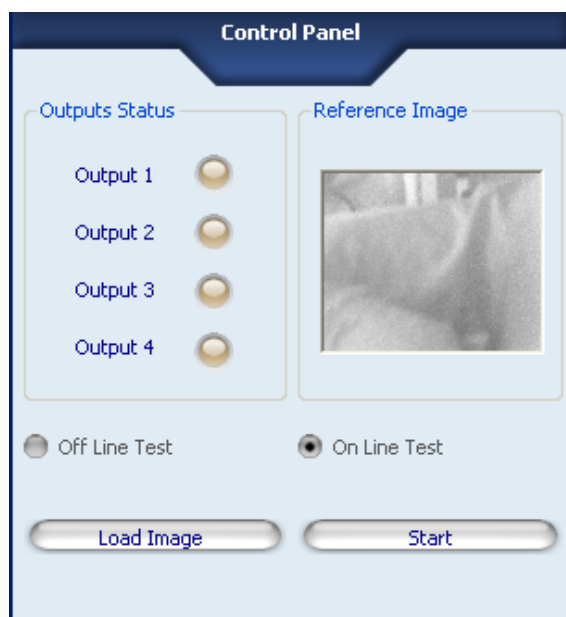 Control Panel
Outputs Status
Output 1
Output 2
Output 3
Output 4
Reference Image
Off Line Test
On Line Test
Load Image
Start